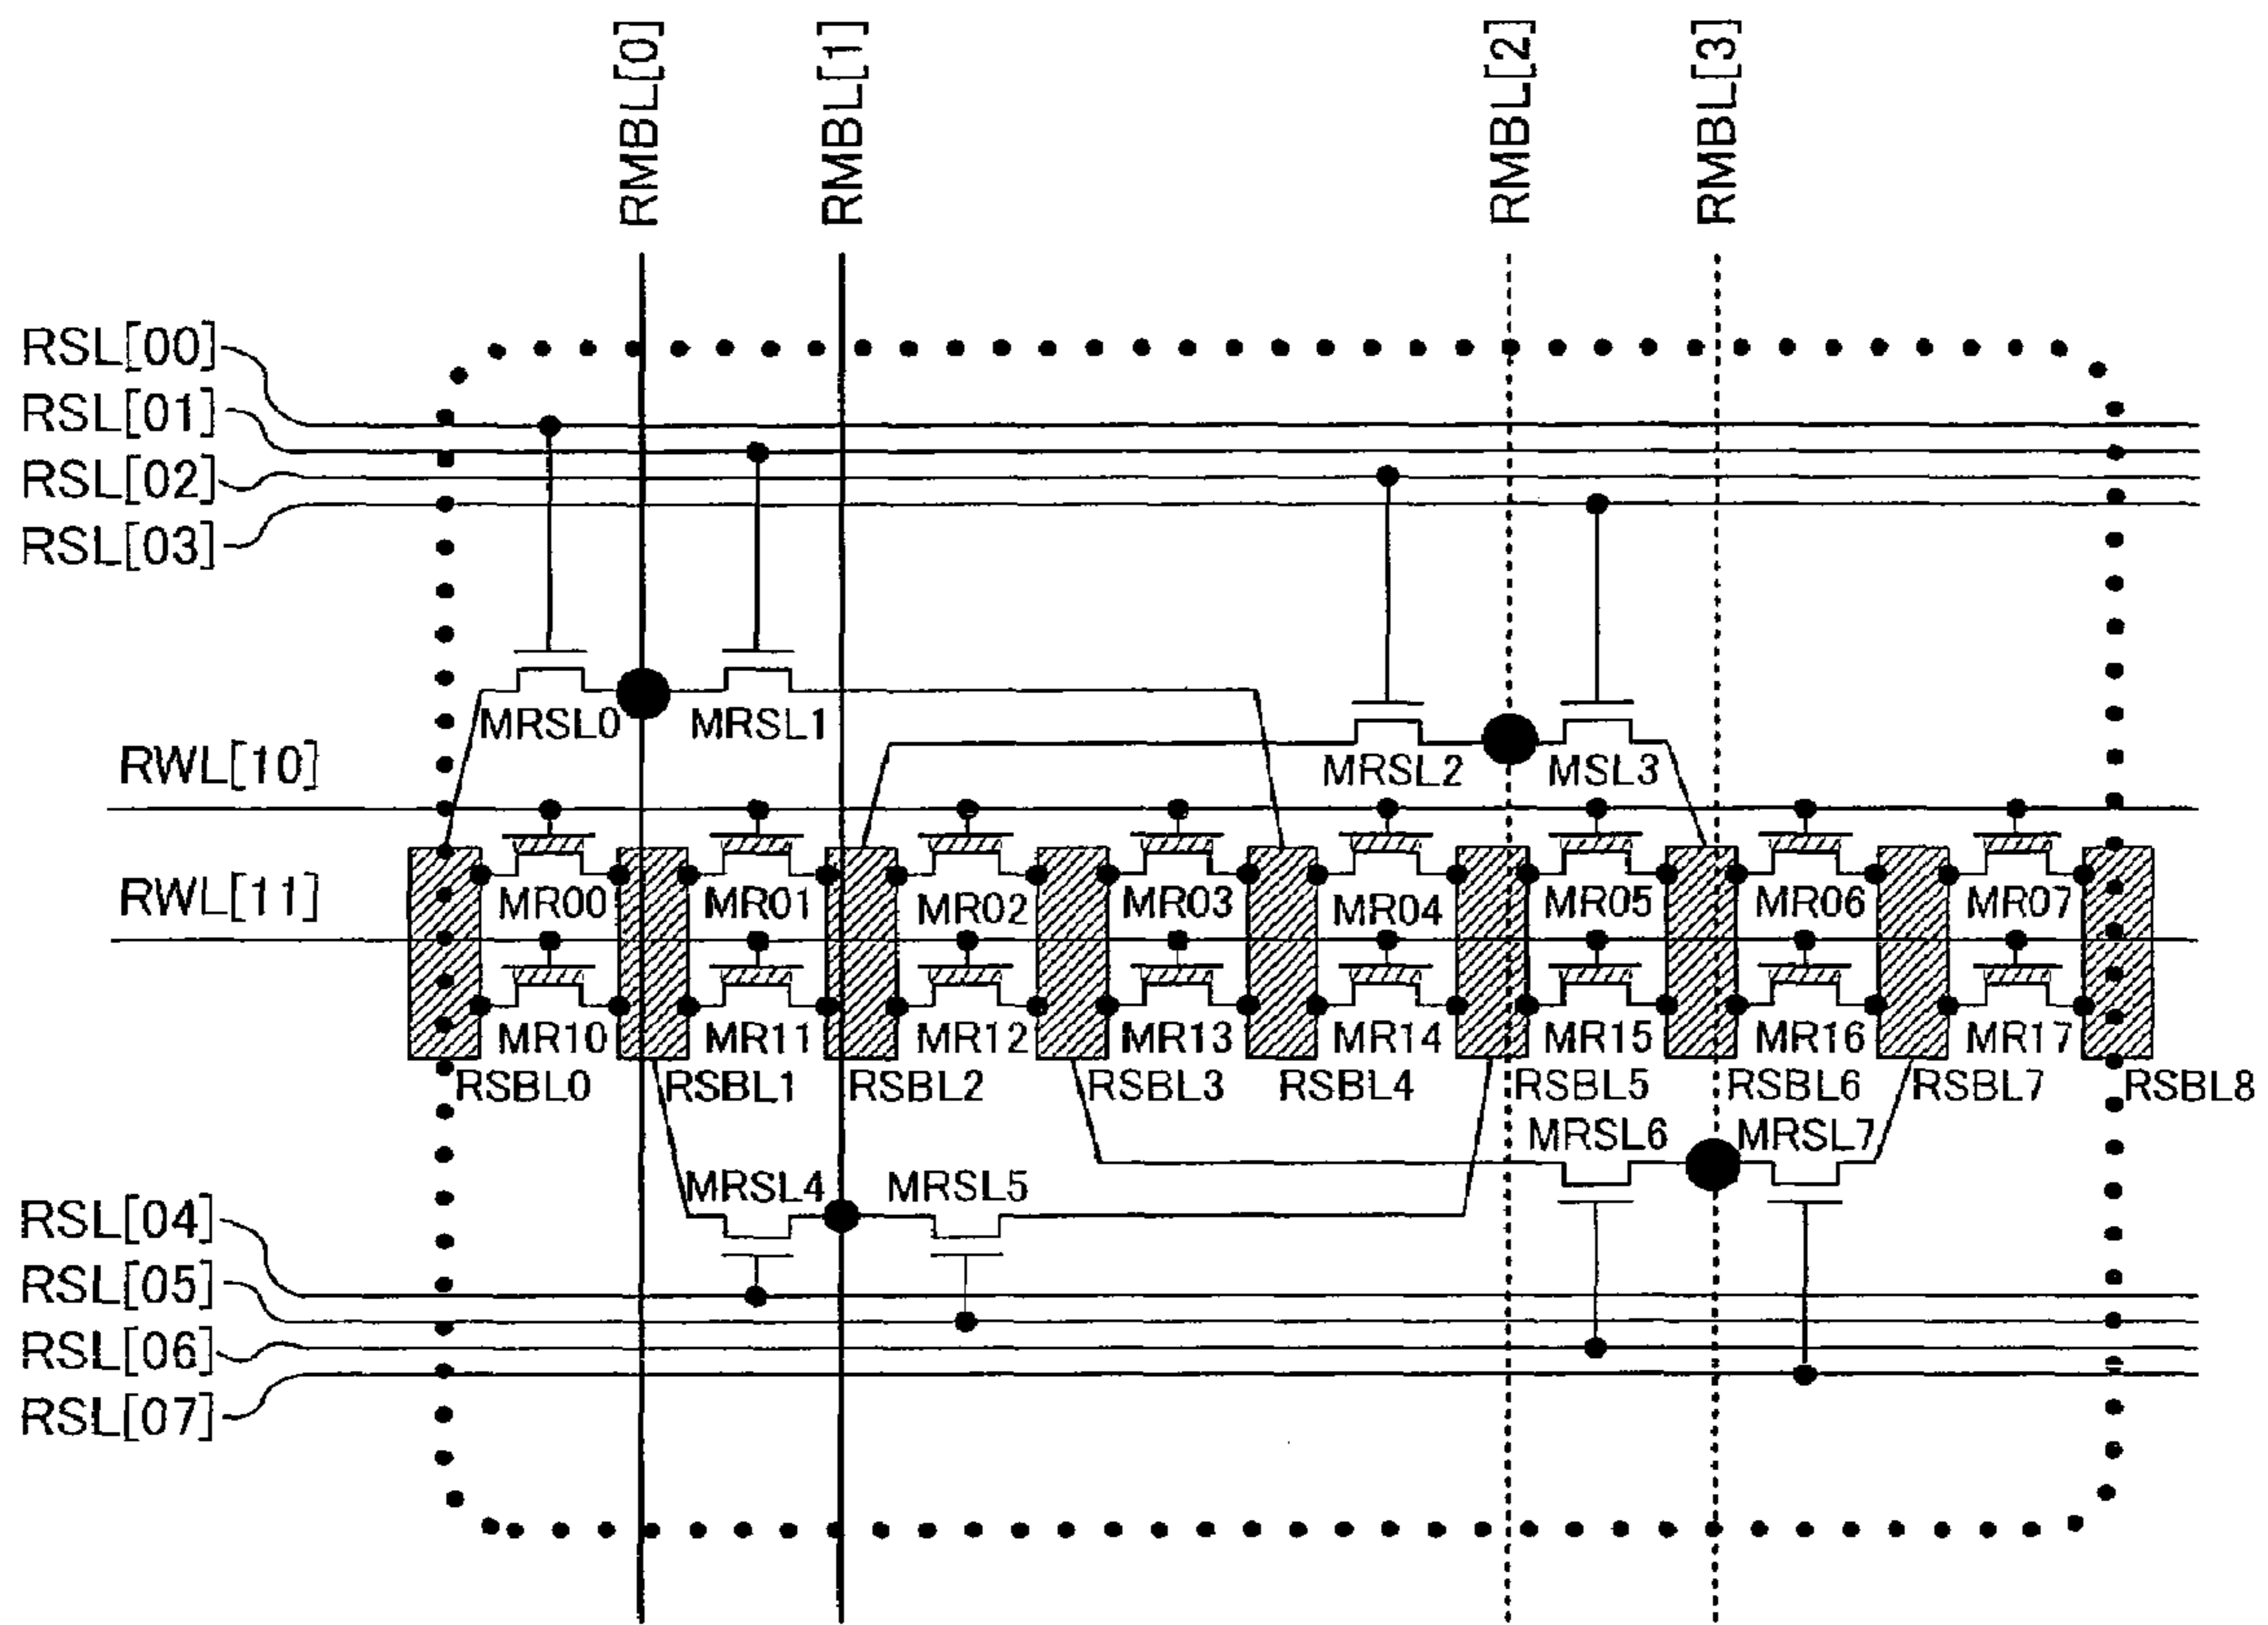 RMBL[0]
RMBL[1]
RMBL[2]
RMBL[3]
RSL[00]
RSL[01]
RSL[02]
RSL[03]
MRSL0
MRSL1
MRSL2
MSL3
RWL[10]
MR00
MR01
MR02
MR03
MR04
MR05
MR06
MR07
RWL[11]
MR10
MR11
MR12
MR13
MR14
MR15
MR16
MR17
RSBL0
RSBL1
RSBL2
RSBL3
RSBL4
RSBL5
RSBL6
RSBL7
RSBL8
MRSL6
MRSL7
MRSL4
MRSL5
RSL[04]
RSL[05]
RSL[06]
RSL[07]